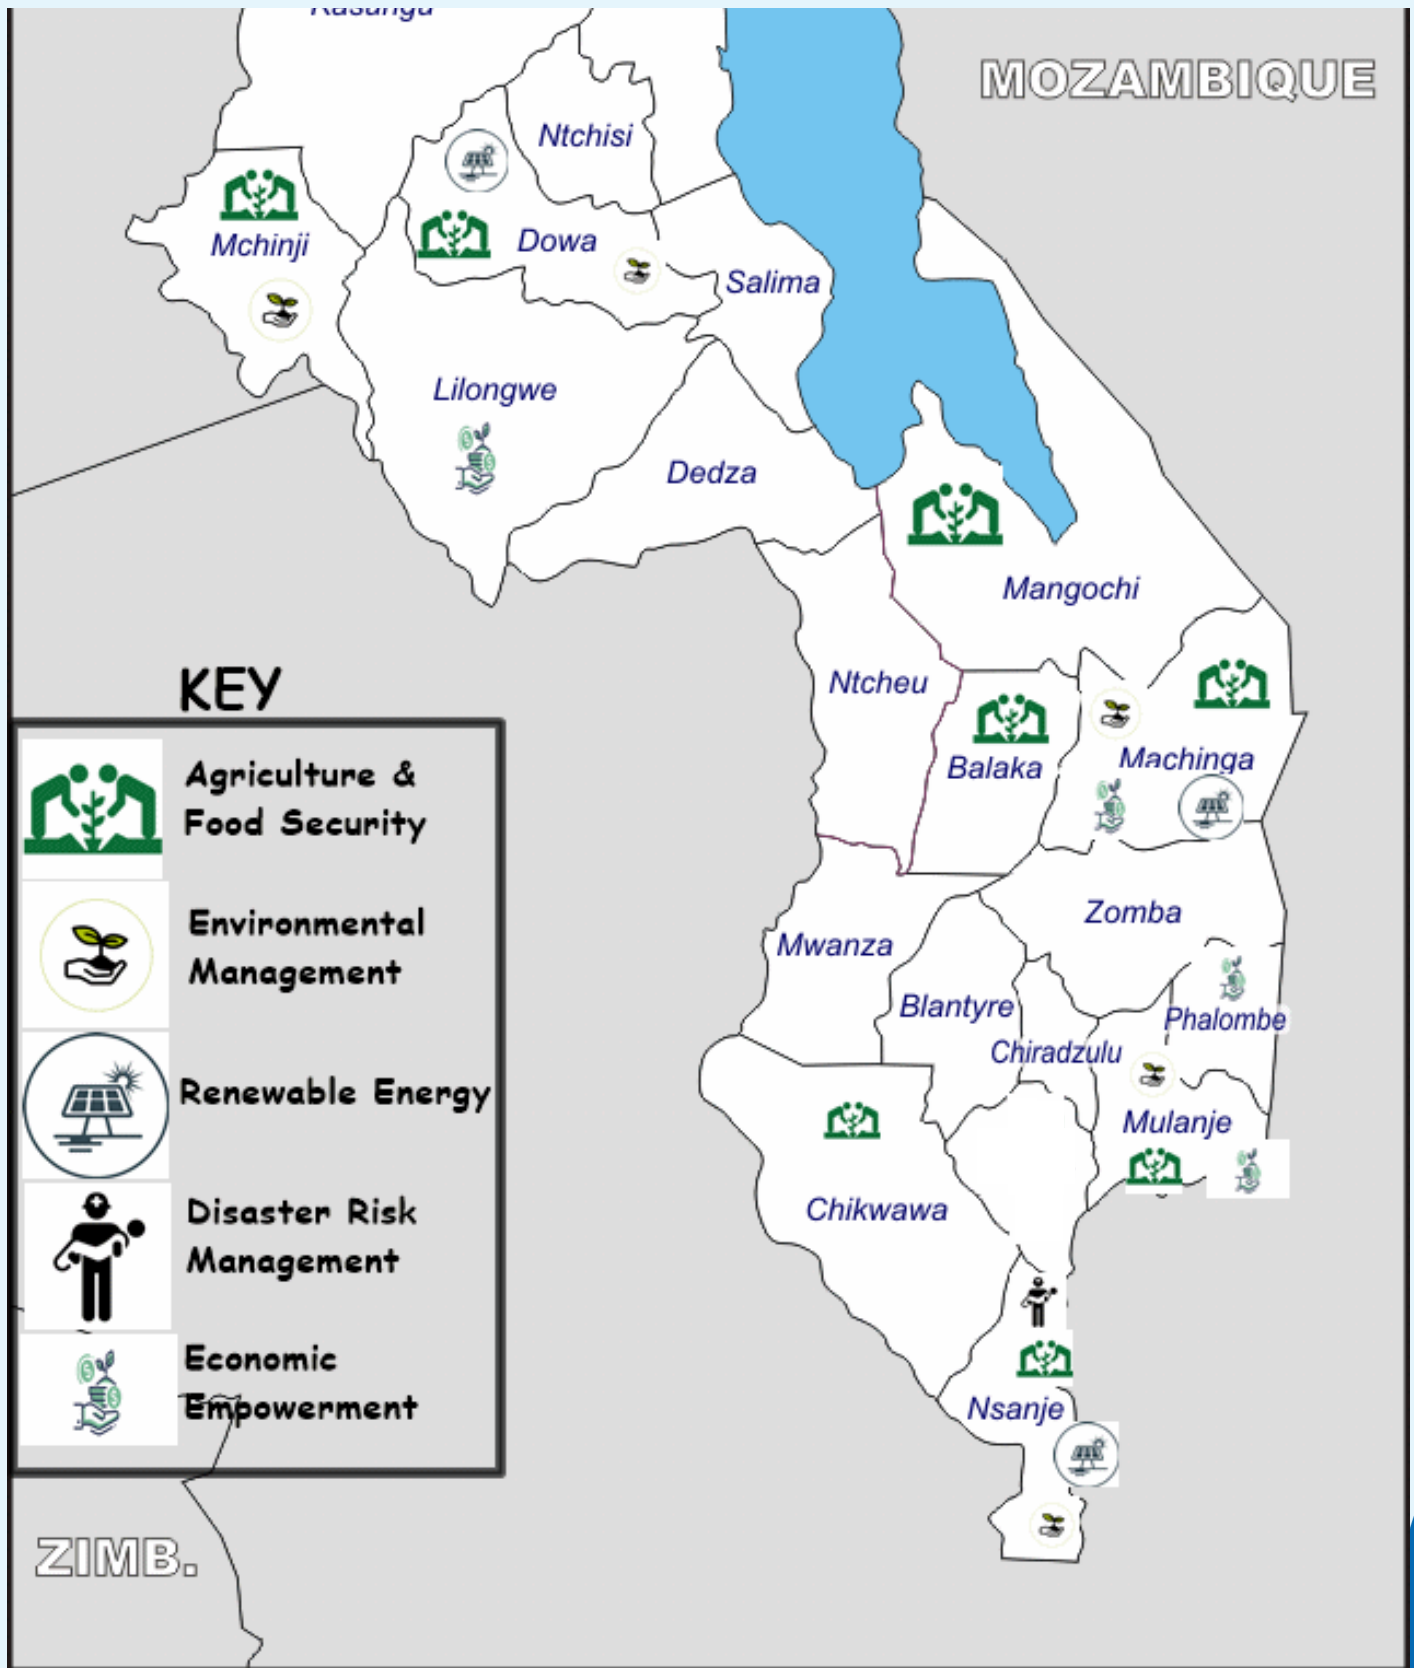 Kasungu
MOZAMBIQUE
Ntchisi
Mchinji
Dowa
Salima
Lilongwe
Dedza
Mangochi
Ntcheu
Balaka
Machinga
Zomba
Mwanza
Blantyre
Phalombe
Chiradzulu
Mulanje
Chikwawa
Nsanje
KEY
Agriculture &
Food Security
Environmental
Management
Renewable Energy
Disaster Risk
Management
Economic
Empowerment
ZIMB.